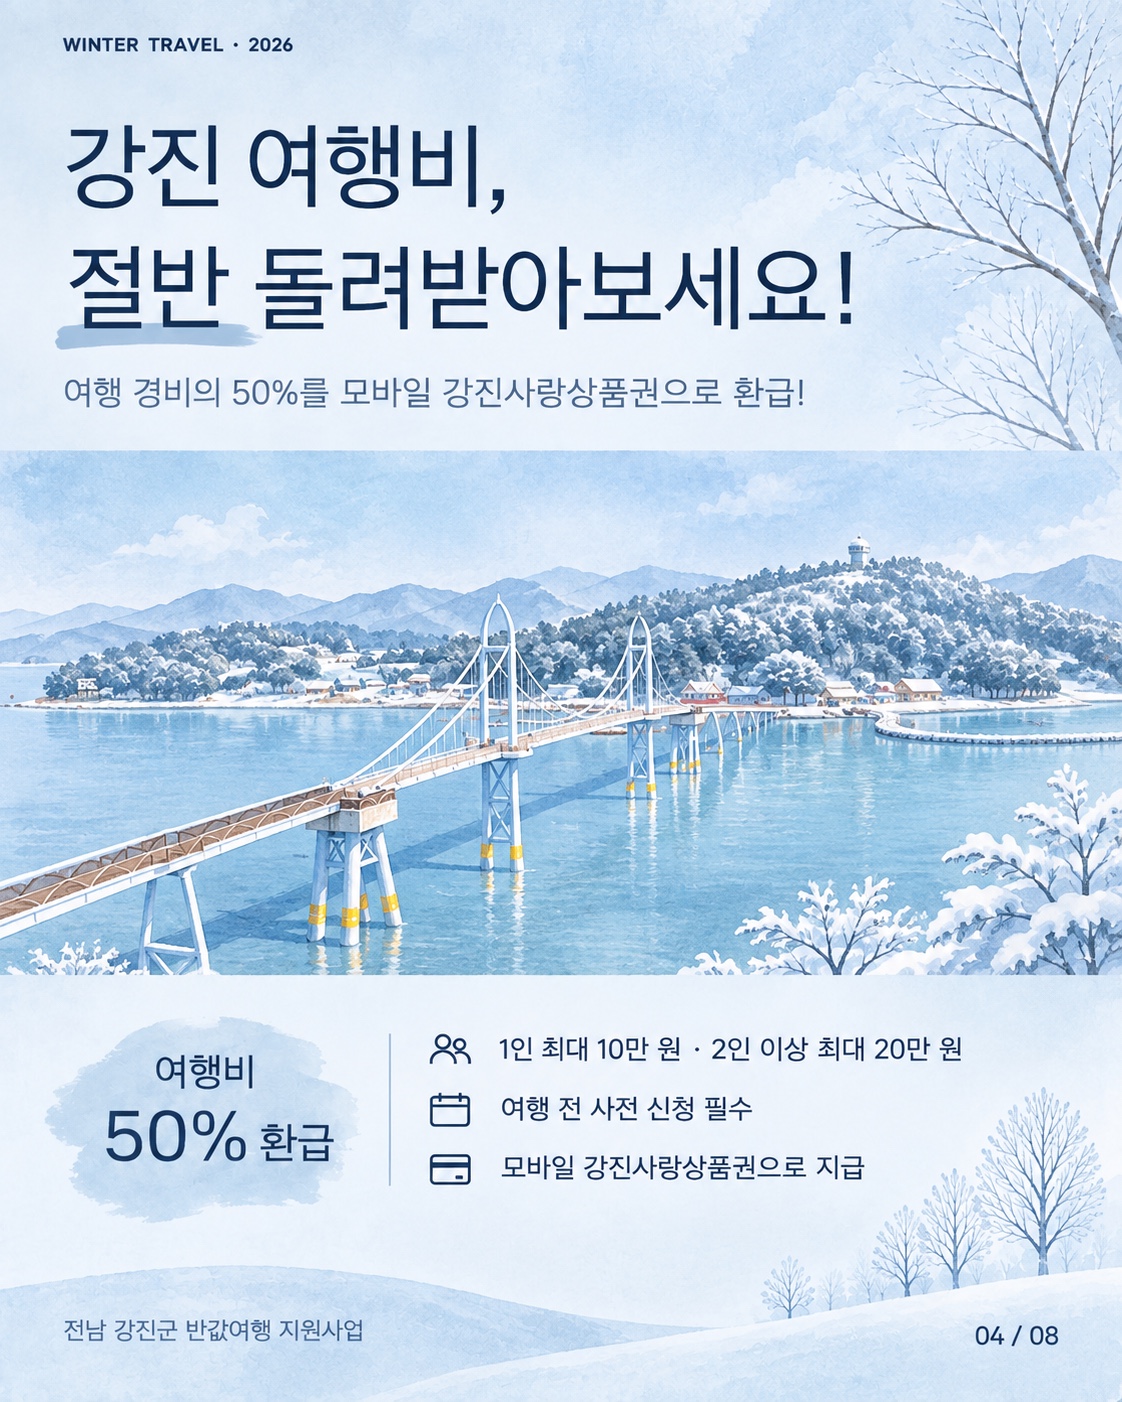 WINTER TRAVEL · 2026
강진 여행비,
절반 돌려받아보세요!
여행 경비의 50%를 모바일 강진사랑상품권으로 환급!
여행비
50% 환급
1인 최대 10만 원 · 2인 이상 최대 20만 원
여행 전 사전 신청 필수
모바일 강진사랑상품권으로 지급
전남 강진군 반값여행 지원사업
04 / 08